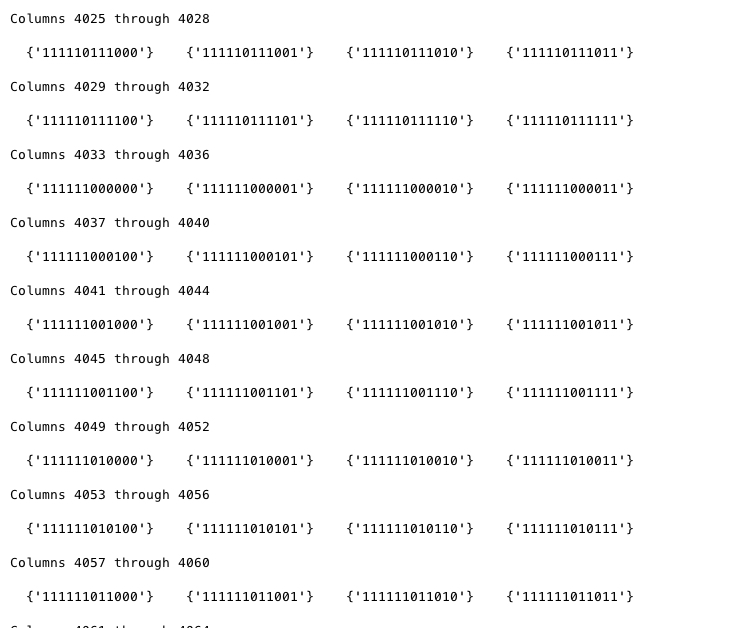 Columns 4025 through 4028
{'111110111000'} {'111110111001'} {'111110111010'} {'111110111011'}
Columns 4029 through 4032
{'111110111100'} {'111110111101'} {'111110111110'} {'111110111111'}
Columns 4033 through 4036
{'111111000000'} {'111111000001'} {'111111000010'} {'111111000011'}
Columns 4037 through 4040
{'111111000100'} {'111111000101'} {'111111000110'} {'111111000111'}
Columns 4041 through 4044
{'111111001000'} {'111111001001'} {'111111001010'} {'111111001011'}
Columns 4045 through 4048
{'111111001100'} {'111111001101'} {'111111001110'} {'111111001111'}
Columns 4049 through 4052
{'111111010000'} {'111111010001'} {'111111010010'} {'111111010011'}
Columns 4053 through 4056
{'111111010100'} {'111111010101'} {'111111010110'} {'111111010111'}
Columns 4057 through 4060
{'111111011000'} {'111111011001'} {'111111011010'} {'111111011011'}